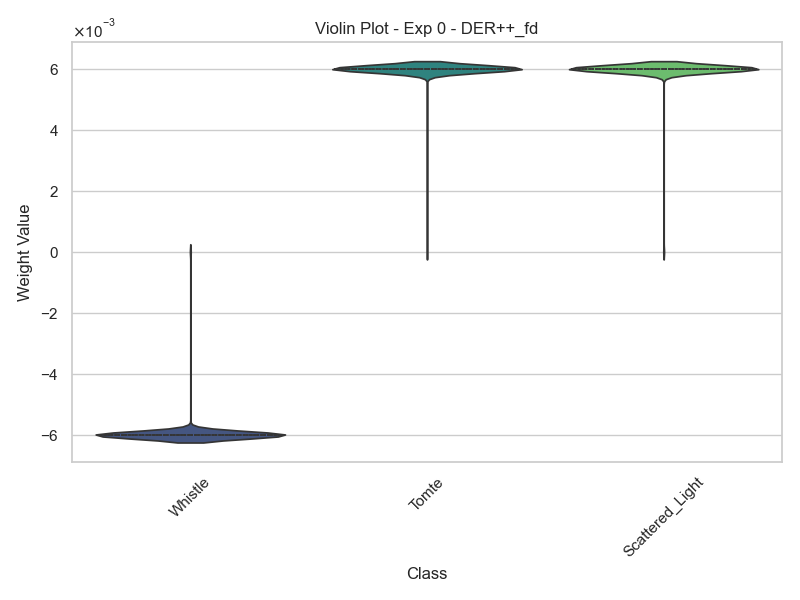 Violin Plot - Exp 0 - DER++_fd
×10⁻³
6
4
2
0
−2
−4
−6
Weight Value
Whistle
Tomte
Scattered_Light
Class